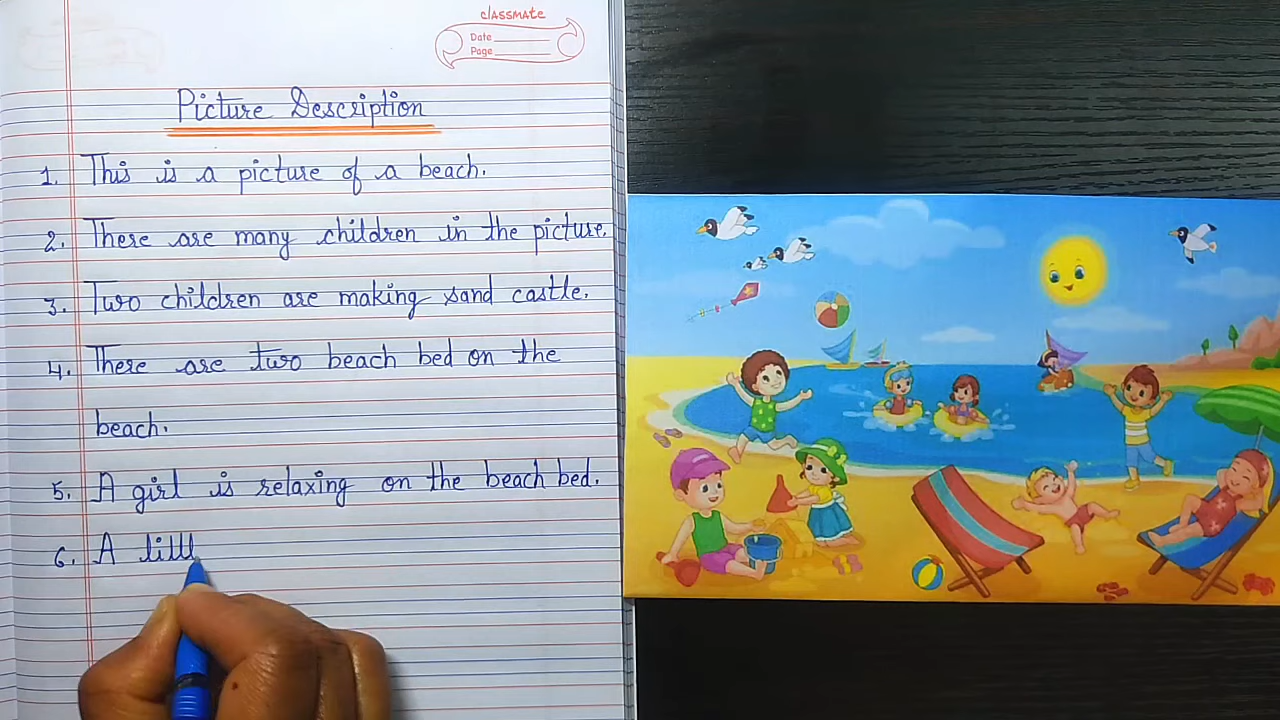 classmate
Date
Page
Picture Description
1. This is a picture of a beach.
2. There are many children in the picture.
3. Two children are making sand castle.
4. There are two beach bed on the
beach.
5. A girl is relaxing on the beach bed.
6. A littl